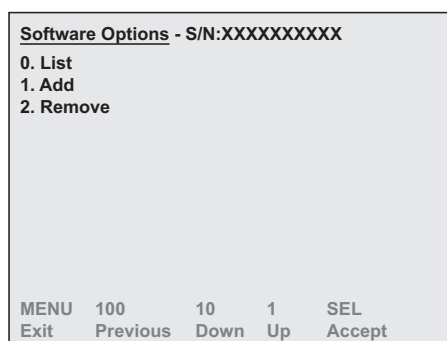 Software Options - S/N:XXXXXXXXXX
0. List
1. Add
2. Remove
MENU 100 10 1 SEL
Exit Previous Down Up Accept